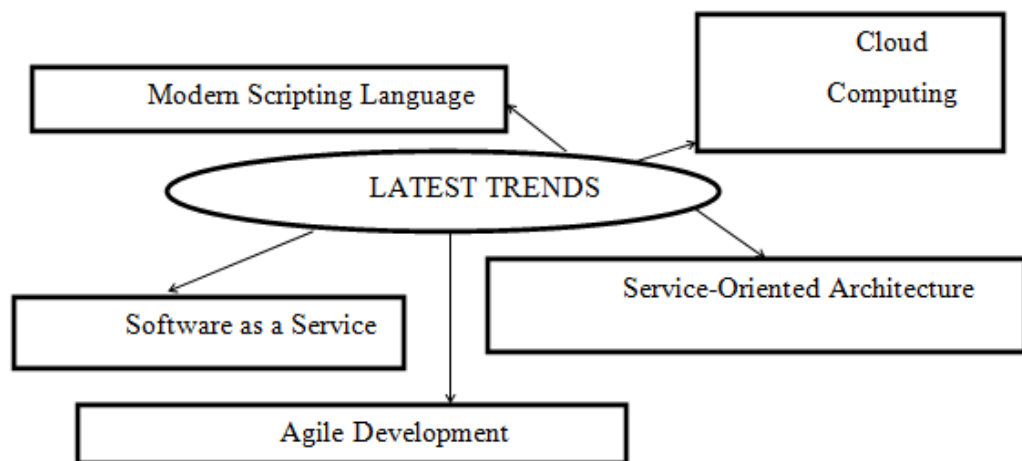 Cloud
Computing
Modern Scripting Language
LATEST TRENDS
Service-Oriented Architecture
Software as a Service
Agile Development